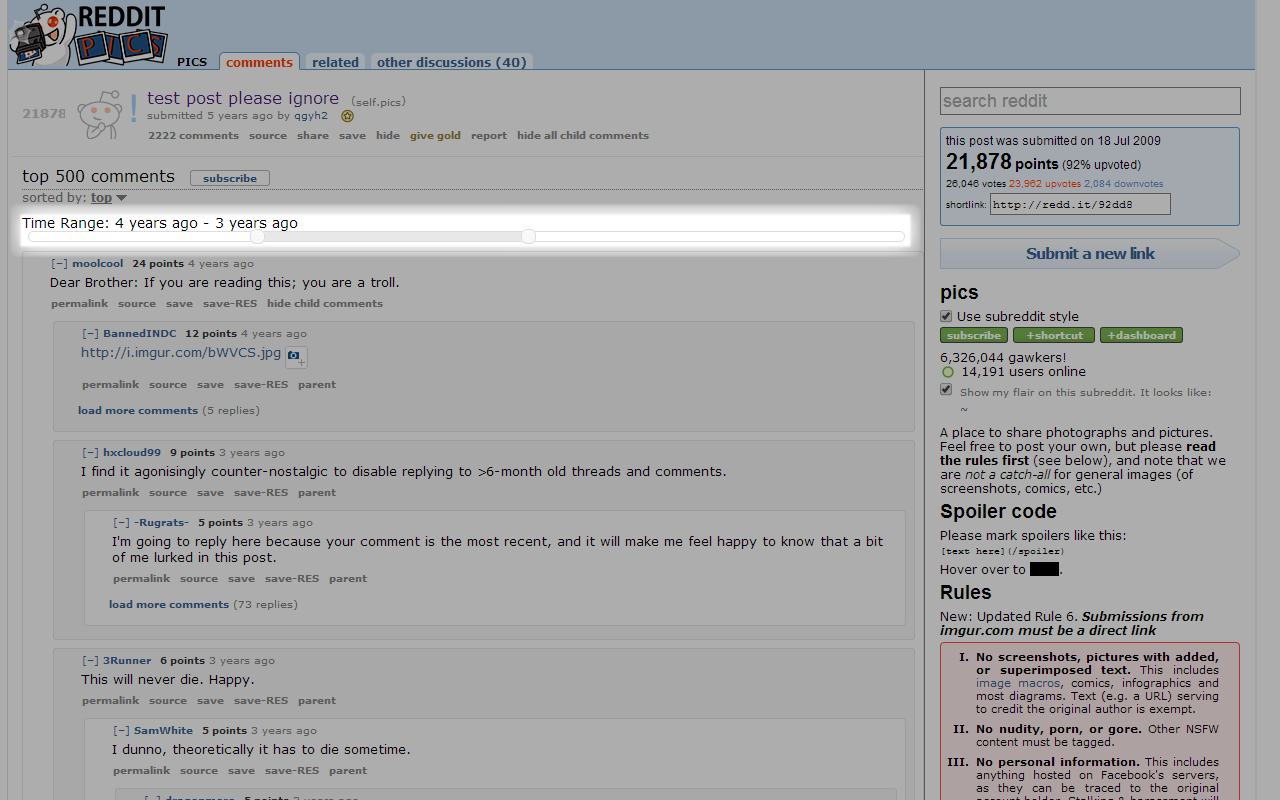 REDDIT
PICS
PICS comments related other discussions (40)
21878
test post please ignore (self.pics)
submitted 5 years ago by qgyh2
2222 comments source share save hide give gold report hide all child comments
top 500 comments subscribe
sorted by: top
Time Range: 4 years ago - 3 years ago
[−] moolcool 24 points 4 years ago
Dear Brother: If you are reading this; you are a troll.
permalink source save save-RES hide child comments
[−] BannedINDC 12 points 4 years ago
http://i.imgur.com/bWVCS.jpg
permalink source save save-RES parent
load more comments (5 replies)
[−] hxcloud99 9 points 3 years ago
I find it agonisingly counter-nostalgic to disable replying to >6-month old threads and comments.
permalink source save save-RES parent
[−] -Rugrats- 5 points 3 years ago
I'm going to reply here because your comment is the most recent, and it will make me feel happy to know that a bit
of me lurked in this post.
permalink source save save-RES parent
load more comments (73 replies)
[−] 3Runner 6 points 3 years ago
This will never die. Happy.
permalink source save save-RES parent
[−] SamWhite 5 points 3 years ago
I dunno, theoretically it has to die sometime.
permalink source save save-RES parent
search reddit
this post was submitted on 18 Jul 2009
21,878 points (92% upvoted)
26,046 votes 23,962 upvotes 2,084 downvotes
shortlink: http://redd.it/92dd8
Submit a new link
pics
Use subreddit style
subscribe +shortcut +dashboard
6,326,044 gawkers!
14,191 users online
Show my flair on this subreddit. It looks like:
~
A place to share photographs and pictures.
Feel free to post your own, but please read
the rules first (see below), and note that we
are not a catch-all for general images (of
screenshots, comics, etc.)
Spoiler code
Please mark spoilers like this:
[text here](/spoiler)
Hover over to .
Rules
New: Updated Rule 6. Submissions from
imgur.com must be a direct link
I. No screenshots, pictures with added,
or superimposed text. This includes
image macros, comics, infographics and
most diagrams. Text (e.g. a URL) serving
to credit the original author is exempt.
II. No nudity, porn, or gore. Other NSFW
content must be tagged.
III. No personal information. This includes
anything hosted on Facebook's servers,
as they can be traced to the original
account holder. Stalking & harassment will